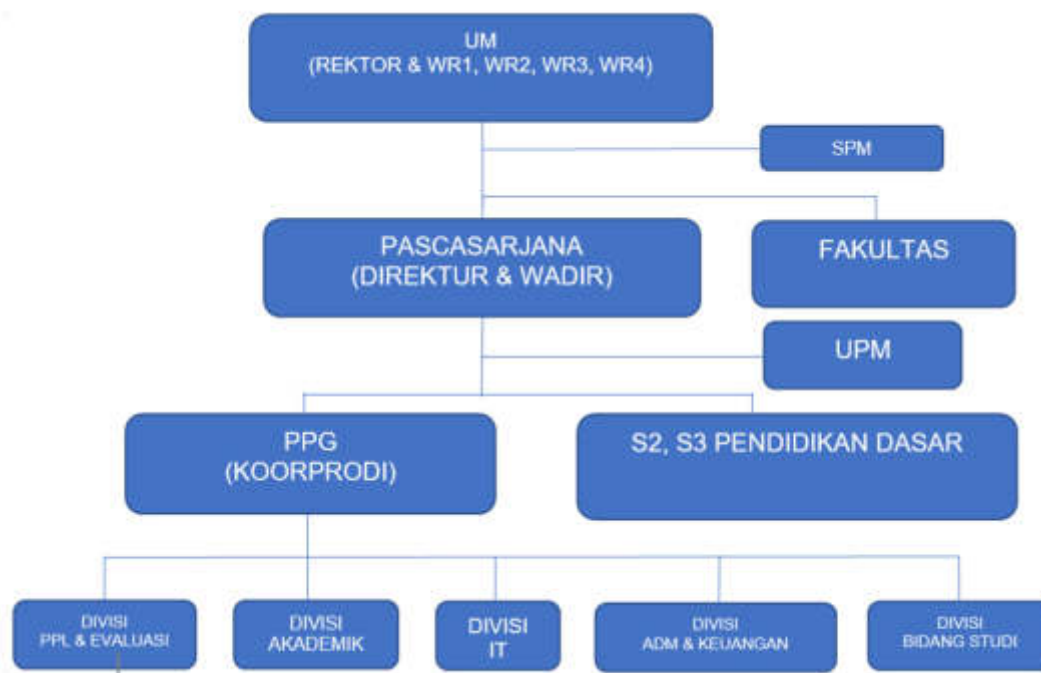 UM
(REKTOR & WR1, WR2, WR3, WR4)
SPM
PASCASARJANA
(DIREKTUR & WADIR)
FAKULTAS
UPM
PPG
(KOORPRODI)
S2, S3 PENDIDIKAN DASAR
DIVISI
PPL & EVALUASI
DIVISI
AKADEMIK
DIVISI
IT
DIVISI
ADM & KEUANGAN
DIVISI
BIDANG STUDI